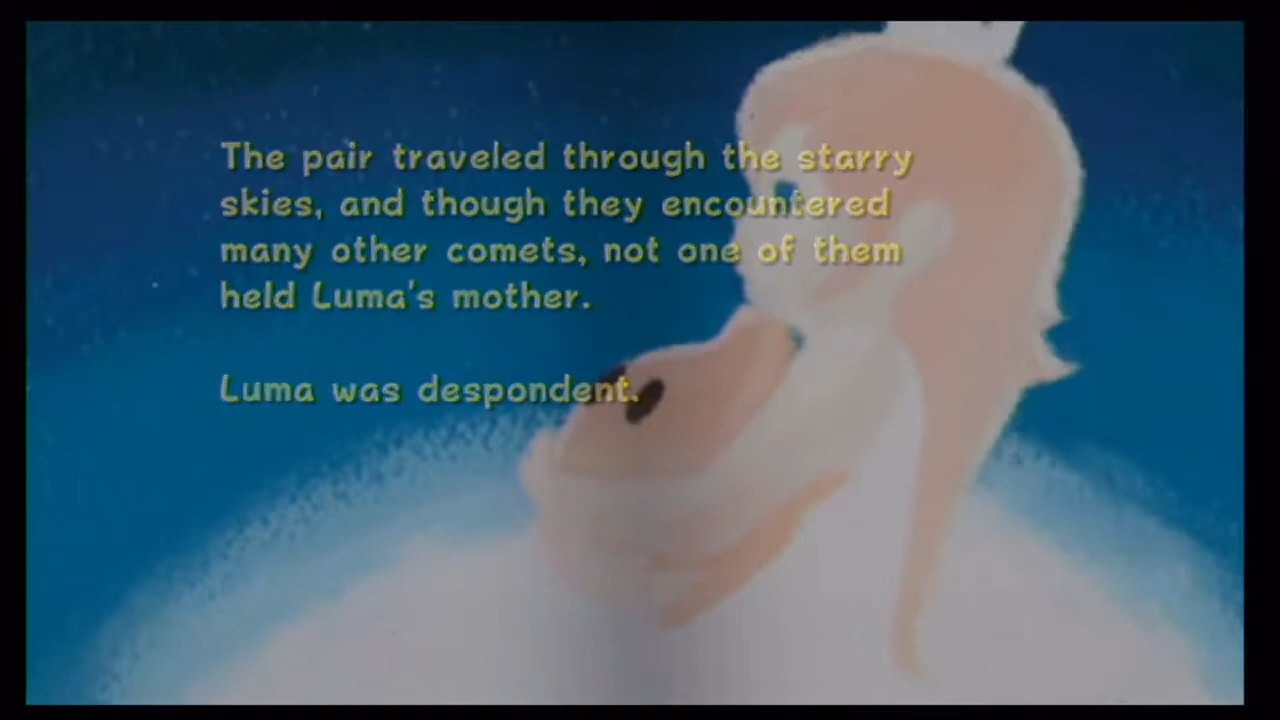 The pair traveled through the starry
skies, and though they encountered
many other comets, not one of them
held Luma's mother.
Luma was despondent.